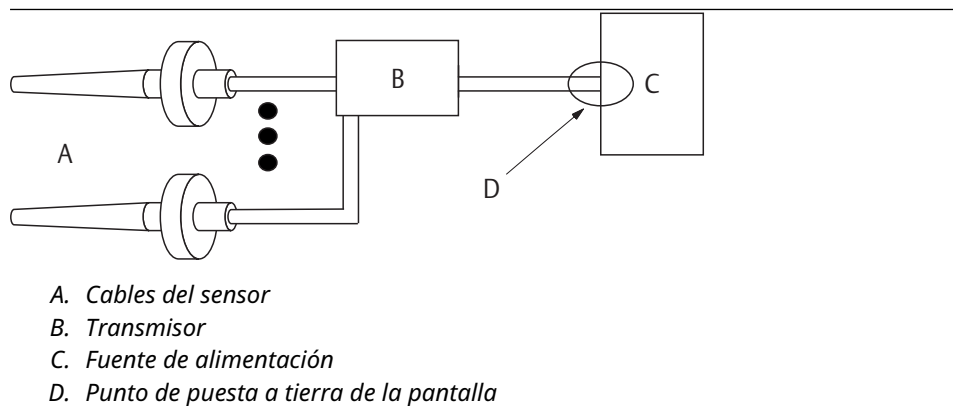 B
C
A
D
A. Cables del sensor
B. Transmisor
C. Fuente de alimentación
D. Punto de puesta a tierra de la pantalla